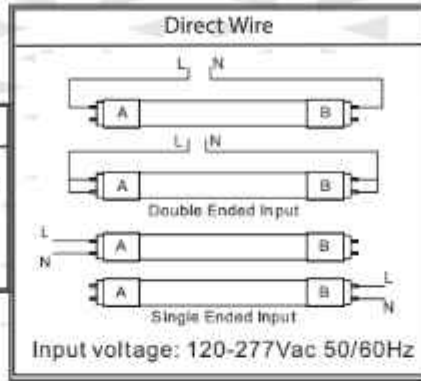 Direct Wire
L N
A B
L N
A B
Double Ended Input
L
N
A B
A B
L
N
Single Ended Input
Input voltage: 120-277Vac 50/60Hz